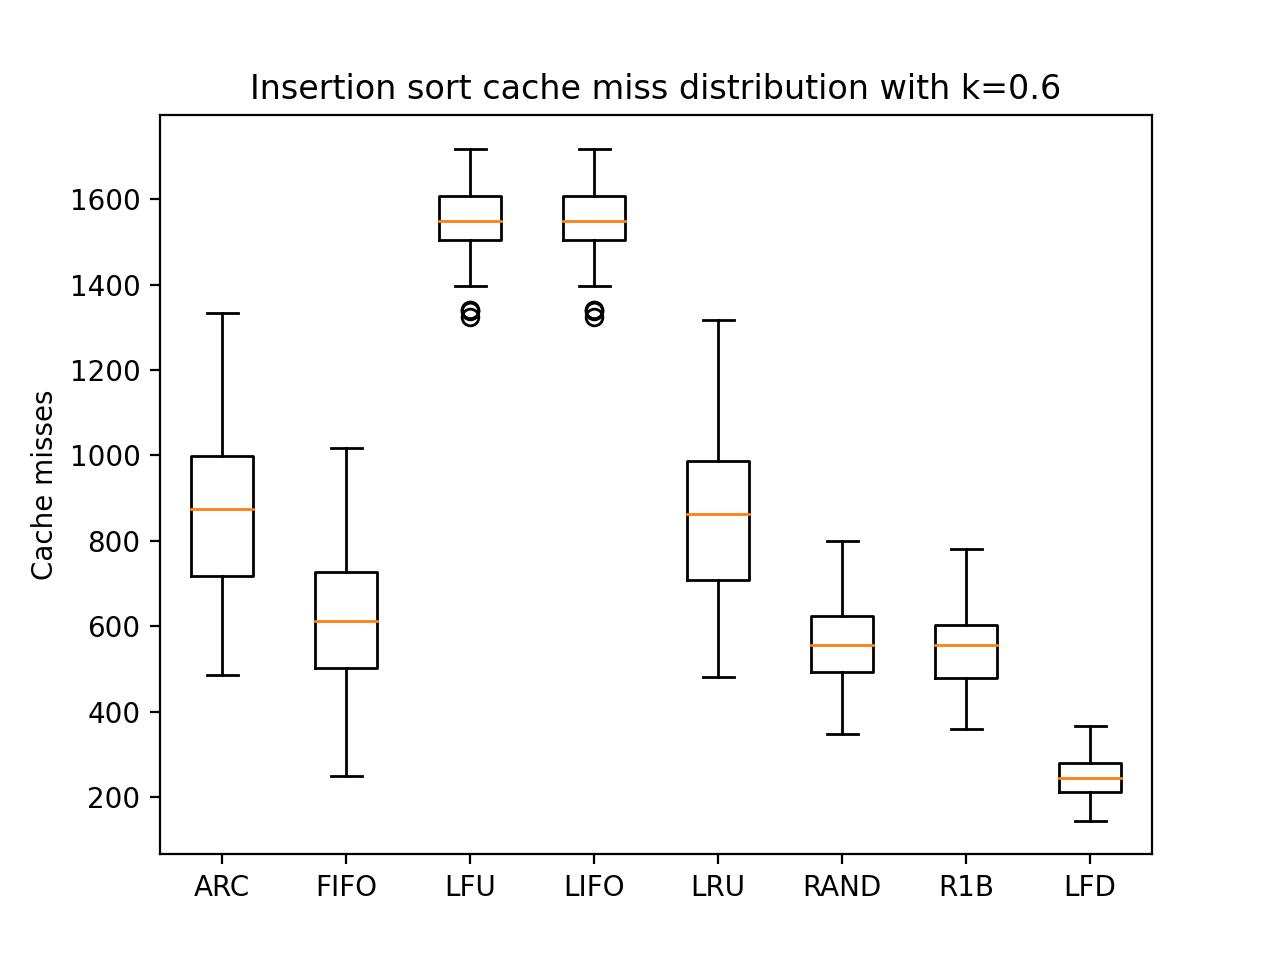 Insertion sort cache miss distribution with k=0.6
Cache misses
1600
1400
1200
1000
800
600
400
200
ARC FIFO LFU LIFO LRU RAND R1B LFD